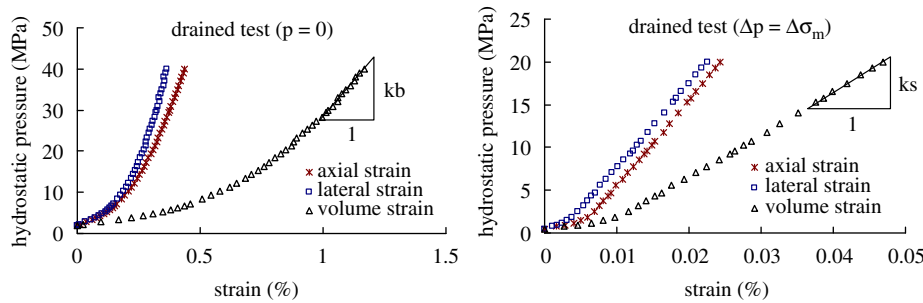 drained test (p = 0)
hydrostatic pressure (MPa)
50
40
30
20
10
0
kb
1
axial strain
lateral strain
volume strain
0
0.5
1
1.5
strain (%)
drained test (Δp = Δσm)
hydrostatic pressure (MPa)
25
20
15
10
5
0
ks
1
axial strain
lateral strain
volume strain
0
0.01
0.02
0.03
0.04
0.05
strain (%)